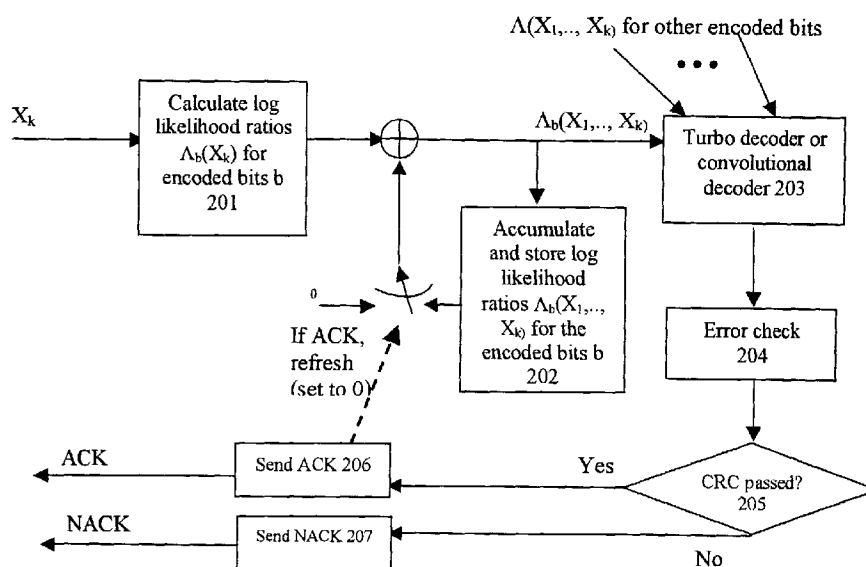 Λ(X1,.., Xk) for other encoded bits
•••
Xk
Calculate log
likelihood ratios
Λb(Xk) for
encoded bits b
201
Λb(X1,.., Xk)
Turbo decoder or
convolutional
decoder 203
Accumulate
and store log
likelihood
ratios Λb(X1,..,
Xk) for the
encoded bits b
202
0
If ACK,
refresh
(set to 0)
Error check
204
ACK
Send ACK 206
Yes
CRC passed?
205
NACK
Send NACK 207
No